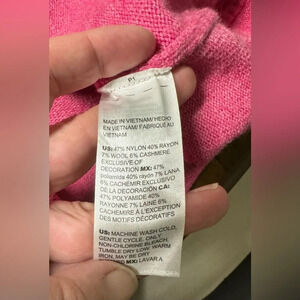 MADE IN VIETNAM/ HECHO
EN VIETNAM/ FABRIQUÉ AU
VIETNAM
US: 47% NYLON 40% RAYON
7% WOOL 6% CASHMERE
EXCLUSIVE OF
DECORATION MX: 47%
poliamida 40% rayón 7% LANA
6% CACHEMIR EXCLUSIVO
DE LA DECORACIÓN CA:
47% POLYAMIDE 40%
RAYONNE 7% LAINE 6%
CACHEMIRE À L'EXCEPTION
DES MOTIFS DÉCORATIFS
US: MACHINE WASH COLD,
GENTLE CYCLE. ONLY
NON-CHLORINE BLEACH.
TUMBLE DRY LOW. WARM
IRON, MAY BE DRY
MX: LAVAR A